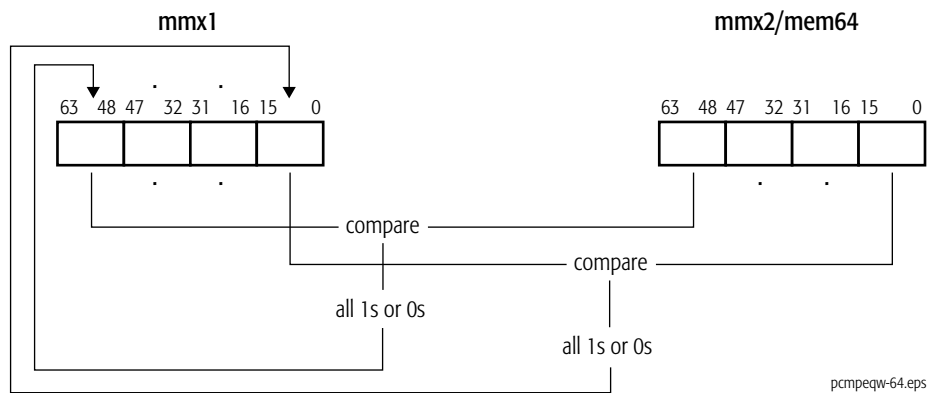 mmx1 mmx2/mem64
. . 
63 48 47 32 31 16 15 0 63 48 47 32 31 16 15 0
. . . .
compare
compare
all 1s or 0s
all 1s or 0s
pcmpeqw-64.eps